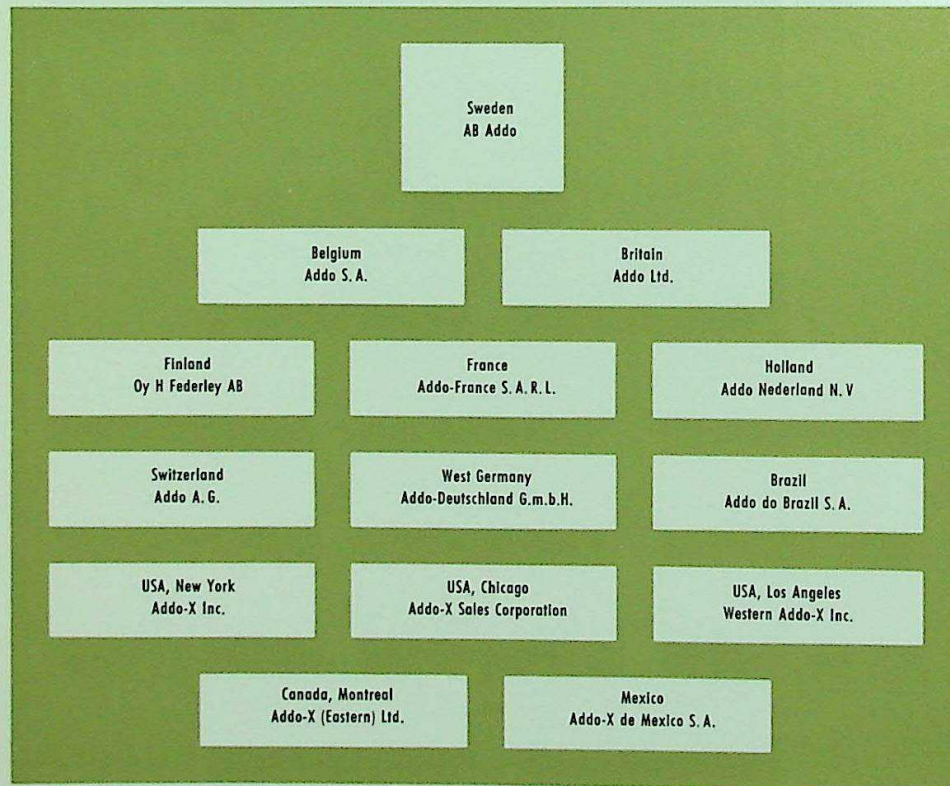 Sweden
AB Addo
Belgium
Addo S. A.
Britain
Addo Ltd.
Finland
Oy H Federley AB
France
Addo-France S. A. R. L.
Holland
Addo Nederland N. V
Switzerland
Addo A. G.
West Germany
Addo-Deutschland G.m.b.H.
Brazil
Addo do Brazil S. A.
USA, New York
Addo-X Inc.
USA, Chicago
Addo-X Sales Corporation
USA, Los Angeles
Western Addo-X Inc.
Canada, Montreal
Addo-X (Eastern) Ltd.
Mexico
Addo-X de Mexico S. A.